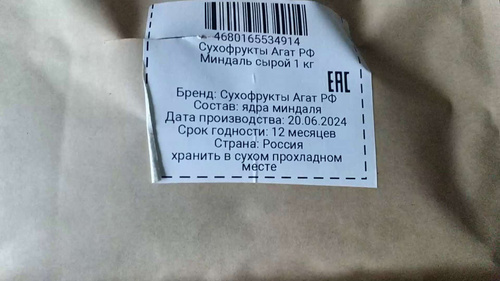 4680165534914
Сухофрукты Агат РФ
Миндаль сырой 1 кг
EAC
Бренд: Сухофрукты Агат РФ
Состав: ядра миндаля
Дата производства: 20.06.2024
Срок годности: 12 месяцев
Страна: Россия
хранить в сухом прохладном
месте